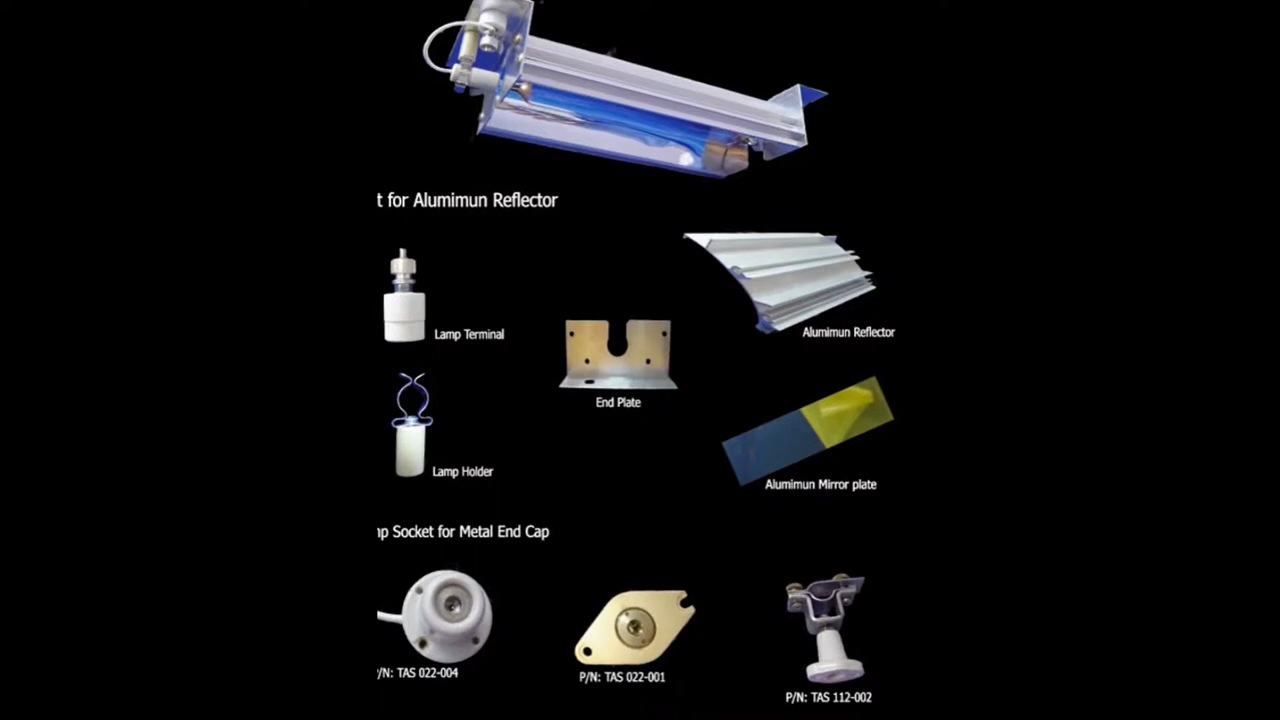 t for Alumimun Reflector
Lamp Terminal
Alumimun Reflector
End Plate
Lamp Holder
Alumimun Mirror plate
p Socket for Metal End Cap
P/N: TAS 022-004
P/N: TAS 022-001
P/N: TAS 112-002